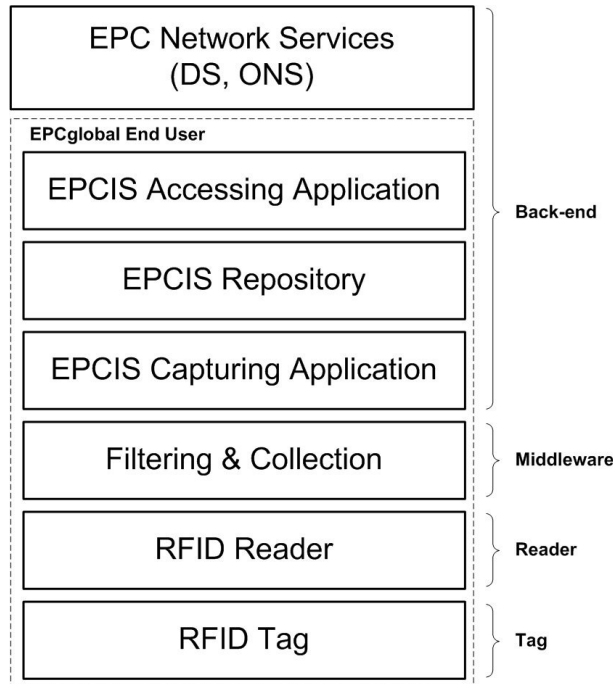 EPC Network Services
(DS, ONS)
EPCglobal End User
EPCIS Accessing Application
Back-end
EPCIS Repository
EPCIS Capturing Application
Filtering & Collection
Middleware
RFID Reader
Reader
RFID Tag
Tag